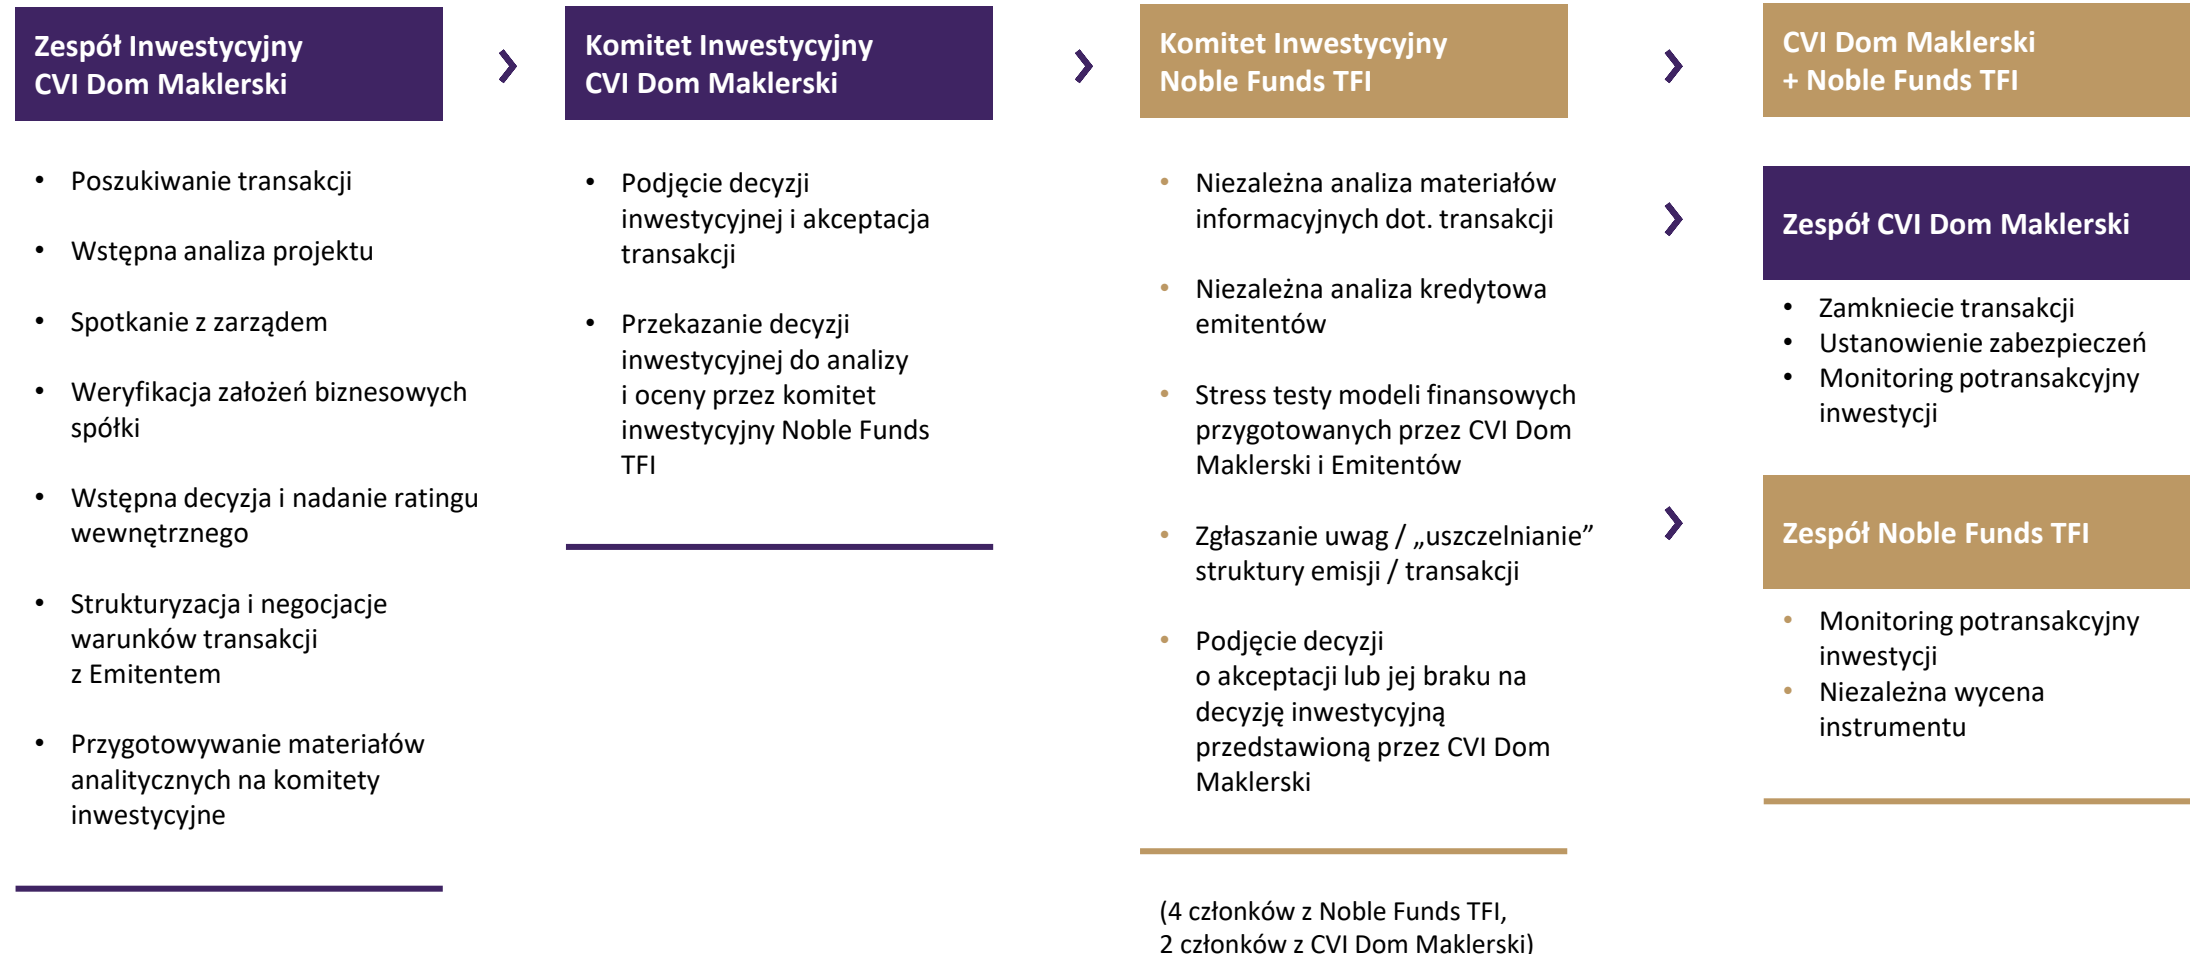 Zespół Inwestycyjny
CVI Dom Maklerski
• Poszukiwanie transakcji
• Wstępna analiza projektu
• Spotkanie z zarządem
• Weryfikacja założeń biznesowych
spółki
• Wstępna decyzja i nadanie ratingu
wewnętrznego
• Strukturyzacja i negocjacje
warunków transakcji
z Emitentem
• Przygotowywanie materiałów
analitycznych na komitety
inwestycyjne
Komitet Inwestycyjny
CVI Dom Maklerski
• Podjęcie decyzji
inwestycyjnej i akceptacja
transakcji
• Przekazanie decyzji
inwestycyjnej do analizy
i oceny przez komitet
inwestycyjny Noble Funds
TFI
Komitet Inwestycyjny
Noble Funds TFI
• Niezależna analiza materiałów
informacyjnych dot. transakcji
• Niezależna analiza kredytowa
emitentów
• Stress testy modeli finansowych
przygotowanych przez CVI Dom
Maklerski i Emitentów
• Zgłaszanie uwag / „uszczelnianie”
struktury emisji / transakcji
• Podjęcie decyzji
o akceptacji lub jej braku na
decyzję inwestycyjną
przedstawioną przez CVI Dom
Maklerski
(4 członków z Noble Funds TFI,
2 członków z CVI Dom Maklerski)
CVI Dom Maklerski
+ Noble Funds TFI
Zespół CVI Dom Maklerski
• Zamkniecie transakcji
• Ustanowienie zabezpieczeń
• Monitoring potransakcyjny
inwestycji
Zespół Noble Funds TFI
• Monitoring potransakcyjny
inwestycji
• Niezależna wycena
instrumentu